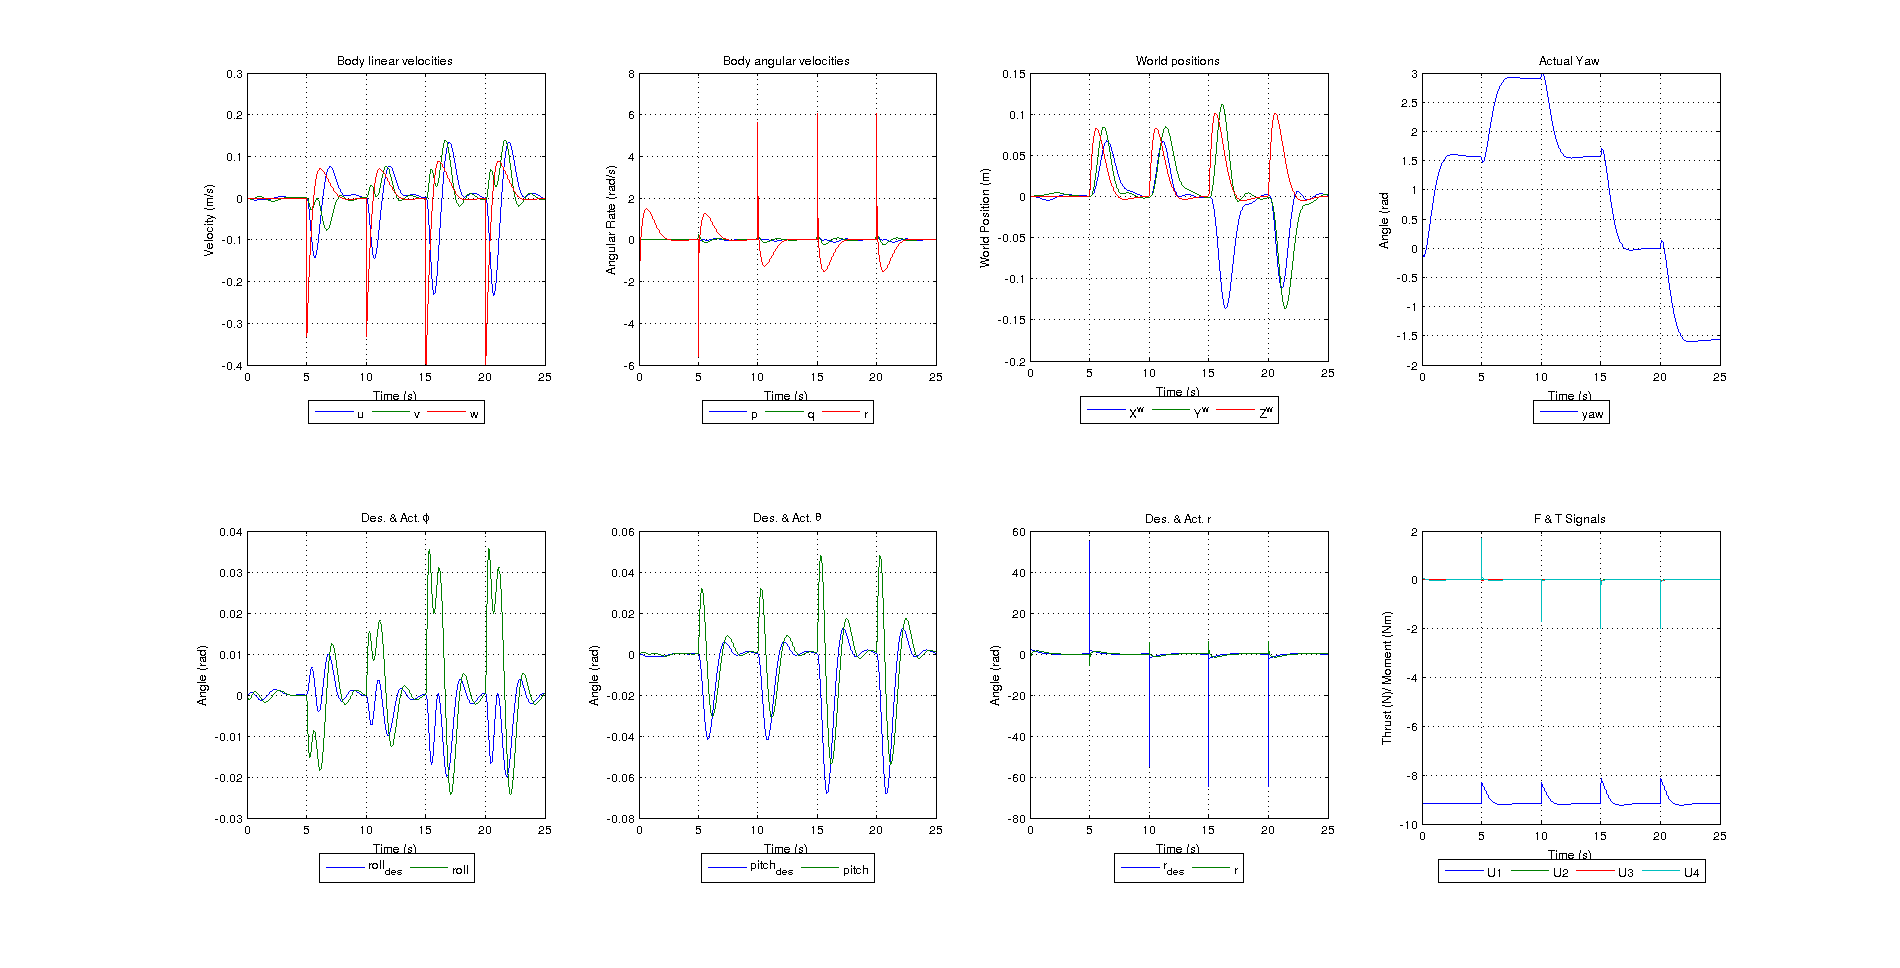 Body linear velocities
0.3
0.2
0.1
0
-0.1
-0.2
-0.3
-0.4
Velocity (m/s)
0 5 10 15 20 25
Time (s)
u v w
Body angular velocities
8
6
4
2
0
-2
-4
-6
Angular Rate (rad/s)
0 5 10 15 20 25
Time (s)
p q r
World positions
0.15
0.1
0.05
0
-0.05
-0.1
-0.15
-0.2
World Position (m)
0 5 10 15 20 25
Time (s)
Xw Yw Zw
Actual Yaw
3
2.5
2
1.5
1
0.5
0
-0.5
-1
-1.5
-2
Angle (rad
0 5 10 15 20 25
Time (s)
yaw
Des. & Act. ϕ
0.04
0.03
0.02
0.01
0
-0.01
-0.02
-0.03
Angle (rad)
0 5 10 15 20 25
Time (s)
roll_des roll
Des. & Act. θ
0.06
0.04
0.02
0
-0.02
-0.04
-0.06
-0.08
Angle (rad)
0 5 10 15 20 25
Time (s)
pitch_des pitch
Des. & Act. r
60
40
20
0
-20
-40
-60
-80
Angle (rad)
0 5 10 15 20 25
Time (s)
r_des r
F & T Signals
2
0
-2
-4
-6
-8
-10
Thrust (N)/ Moment (Nm)
0 5 10 15 20 25
Time (s)
U1 U2 U3 U4